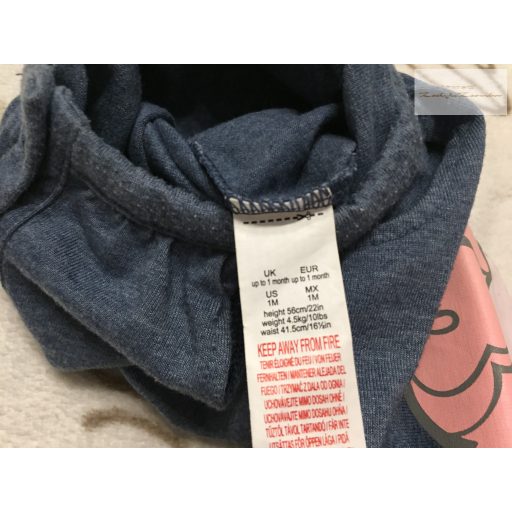 UK EUR
up to 1 month up to 1 month
US MX
1M 1M
height 56cm/22in
weight 4.5kg/10lbs
waist 41.5cm/16½in
KEEP AWAY FROM FIRE
TENIR ÉLOIGNÉ DU FEU / VON FEUER
FERNHALTEN / MANTENER ALEJADA DEL
FUEGO / TRZYMAĆ Z DALA OD OGNIA /
UCHOVÁVEJTE MIMO DOSAH OHNĚ /
UCHOVÁVAJTE MIMO DOSAHU OHŇA /
TŰZTŐL TÁVOL TARTANDÓ / FÅR INTE
UTSÄTTAS FÖR ÖPPEN LÅGA / PIDÄ